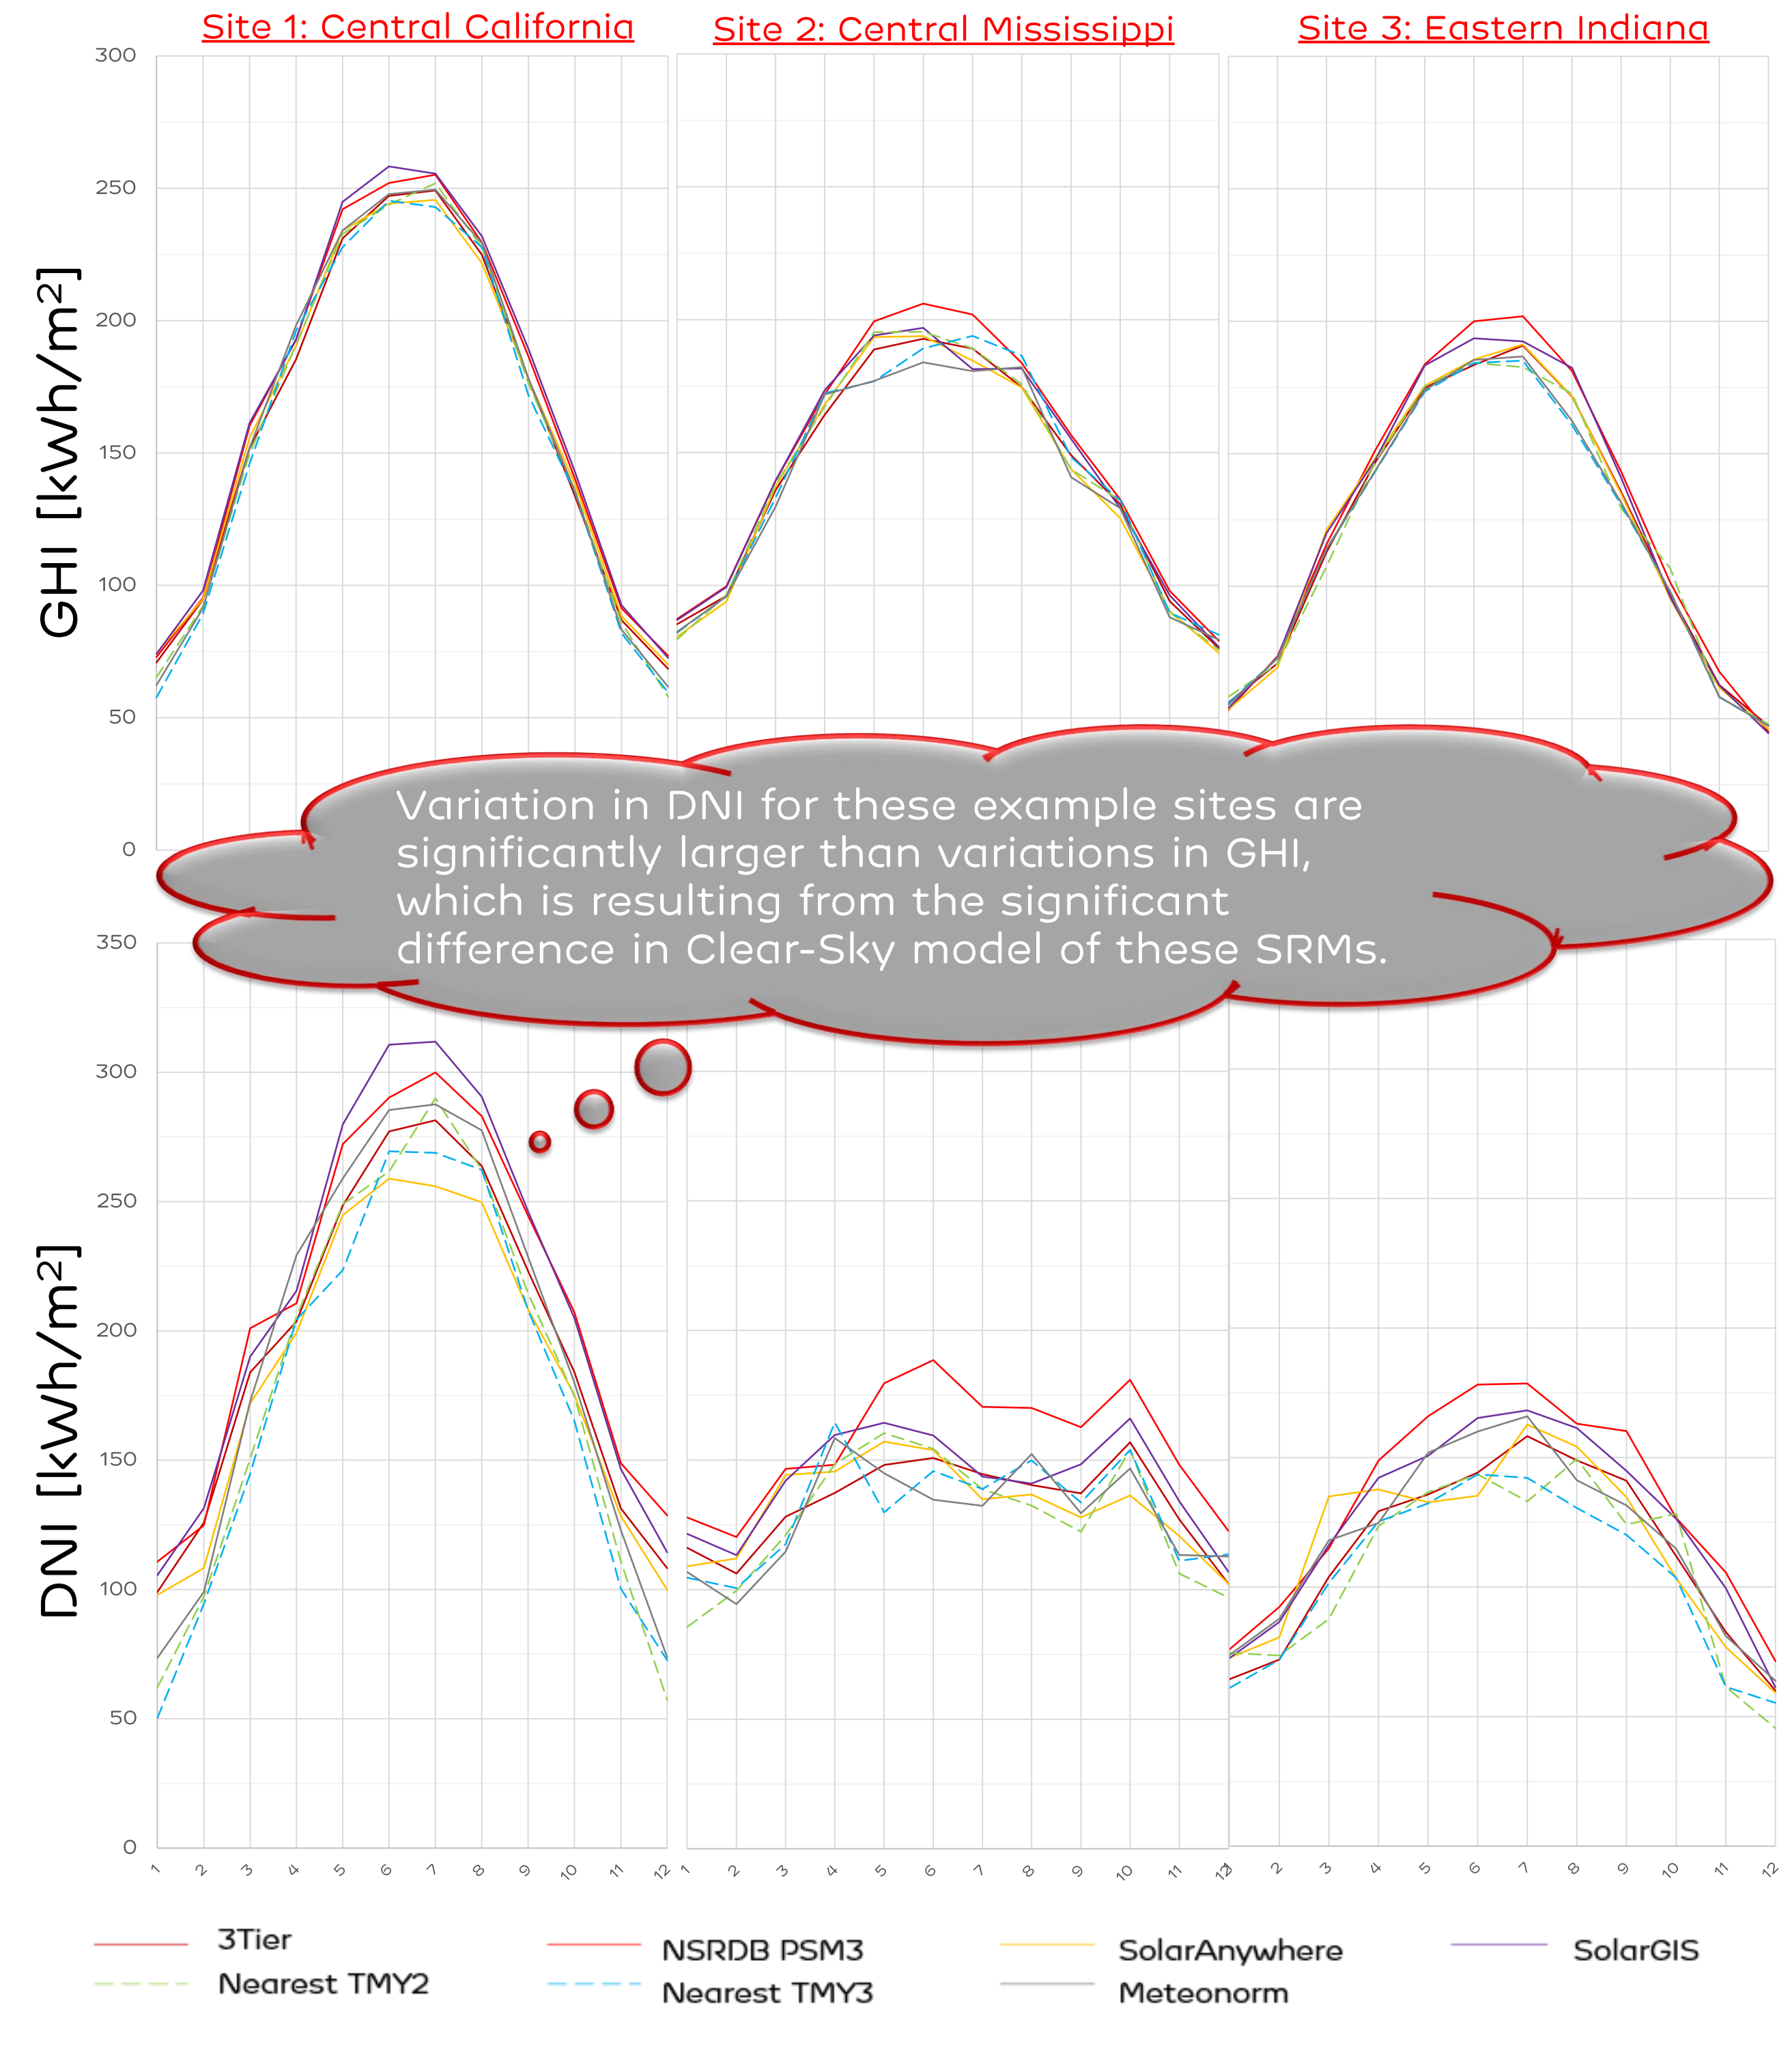 Site 1: Central California
Site 2: Central Mississippi
Site 3: Eastern Indiana
300
250
200
150
100
50
0
GHI [kWh/m²]
Variation in DNI for these example sites are
significantly larger than variations in GHI,
which is resulting from the significant
difference in Clear-Sky model of these SRMs.
350
300
250
200
150
100
50
0
DNI [kWh/m²]
1 2 3 4 5 6 7 8 9 10 11 12
1 2 3 4 5 6 7 8 9 10 11 12
1 2 3 4 5 6 7 8 9 10 11 12
3Tier
NSRDB PSM3
SolarAnywhere
SolarGIS
Nearest TMY2
Nearest TMY3
Meteonorm